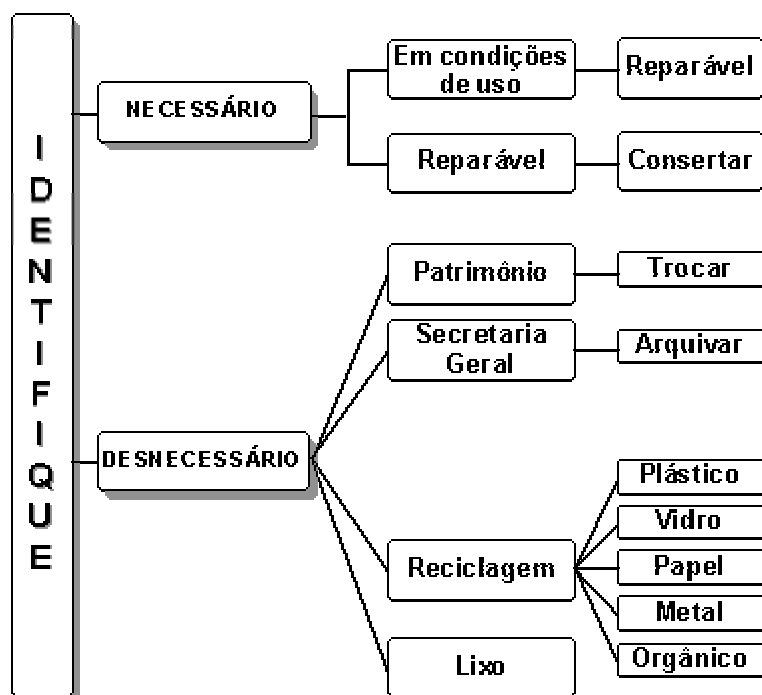 IDENTIFIQUE
NECESSÁRIO
Em condições
de uso
Reparável
Reparável
Consertar
DESNECESSÁRIO
Patrimônio
Trocar
Secretaria
Geral
Arquivar
Reciclagem
Plástico
Vidro
Papel
Metal
Orgânico
Lixo